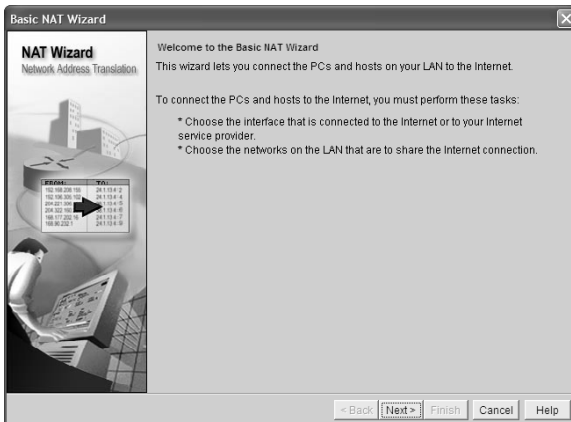 Basic NAT Wizard
NAT Wizard
Network Address Translation
FROM: TO:
Welcome to the Basic NAT Wizard
This wizard lets you connect the PCs and hosts on your LAN to the Internet.
To connect the PCs and hosts to the Internet, you must perform these tasks:
* Choose the interface that is connected to the Internet or to your Internet
service provider.
* Choose the networks on the LAN that are to share the Internet connection.
< Back Next > Finish Cancel Help